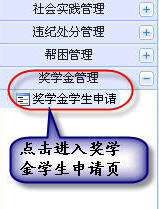 社会实践管理
违纪处分管理
帮困管理
奖学金管理
奖学金学生申请
点击进入奖学
金学生申请页